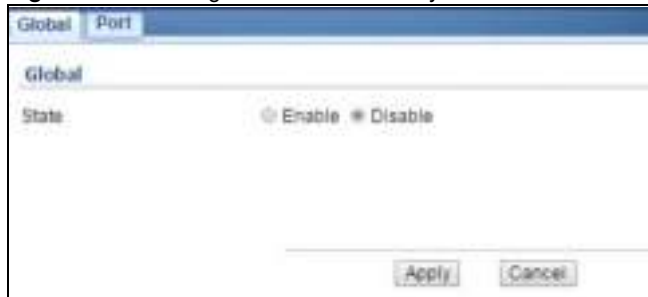 Global Port
Global
State Enable Disable
Apply Cancel